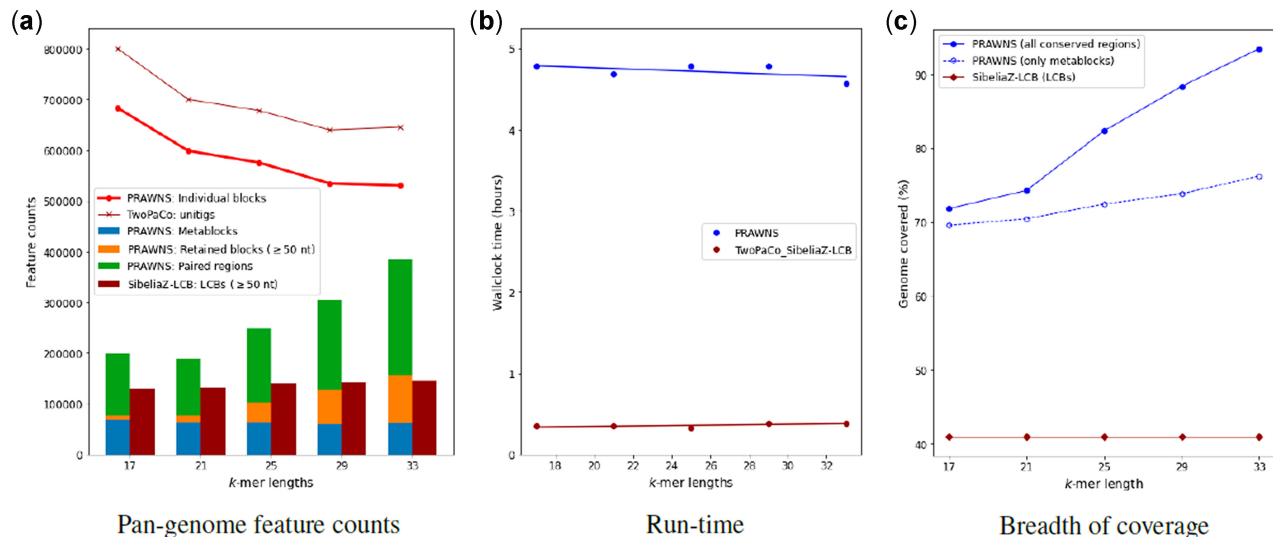 (a)
800000
700000
600000
500000
400000
300000
200000
100000
0
Feature counts
PRAWNS: Individual blocks
TwoPaCo: unitigs
PRAWNS: Metablocks
PRAWNS: Retained blocks (≥ 50 nt)
PRAWNS: Paired regions
SibeliaZ-LCB: LCBs (≥ 50 nt)
17 21 25 29 33
k-mer lengths
Pan-genome feature counts
(b)
5
4
3
2
1
0
Wallclock time (hours)
PRAWNS
TwoPaCo_SibeliaZ-LCB
18 20 22 24 26 28 30 32
k-mer lengths
Run-time
(c)
PRAWNS (all conserved regions)
PRAWNS (only metablocks)
SibeliaZ-LCB (LCBs)
90
80
70
60
50
40
Genome covered (%)
17 21 25 29 33
k-mer length
Breadth of coverage